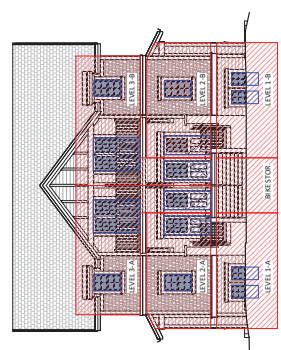 LEVEL 3-B
LEVEL 2-B
LEVEL 1-B
BIKE STOR
LEVEL 3-A
LEVEL 2-A
LEVEL 1-A